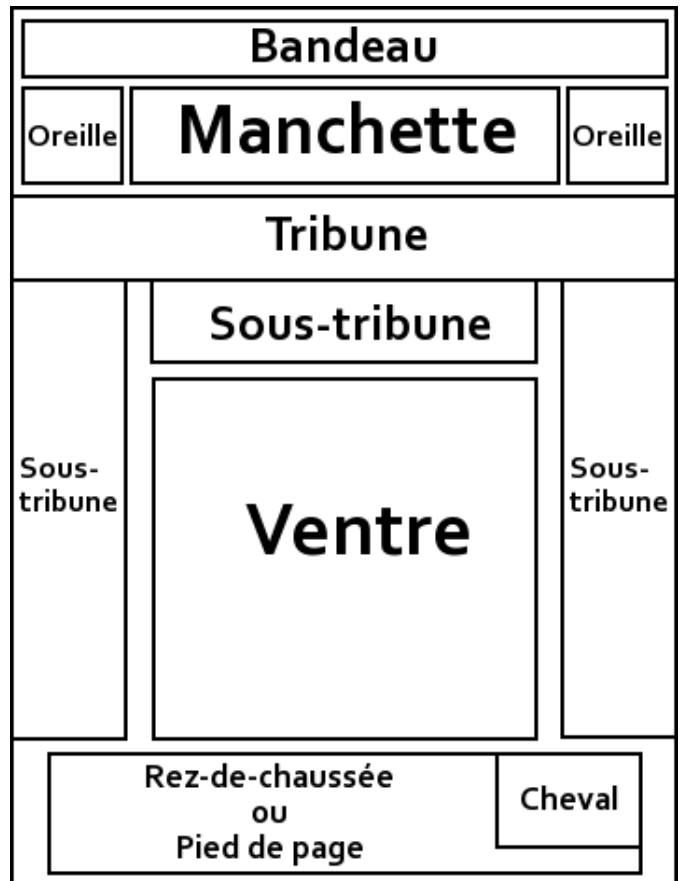 Bandeau
Oreille
Manchette
Oreille
Tribune
Sous-tribune
Sous-
tribune
Ventre
Sous-
tribune
Rez-de-chaussée
ou
Pied de page
Cheval